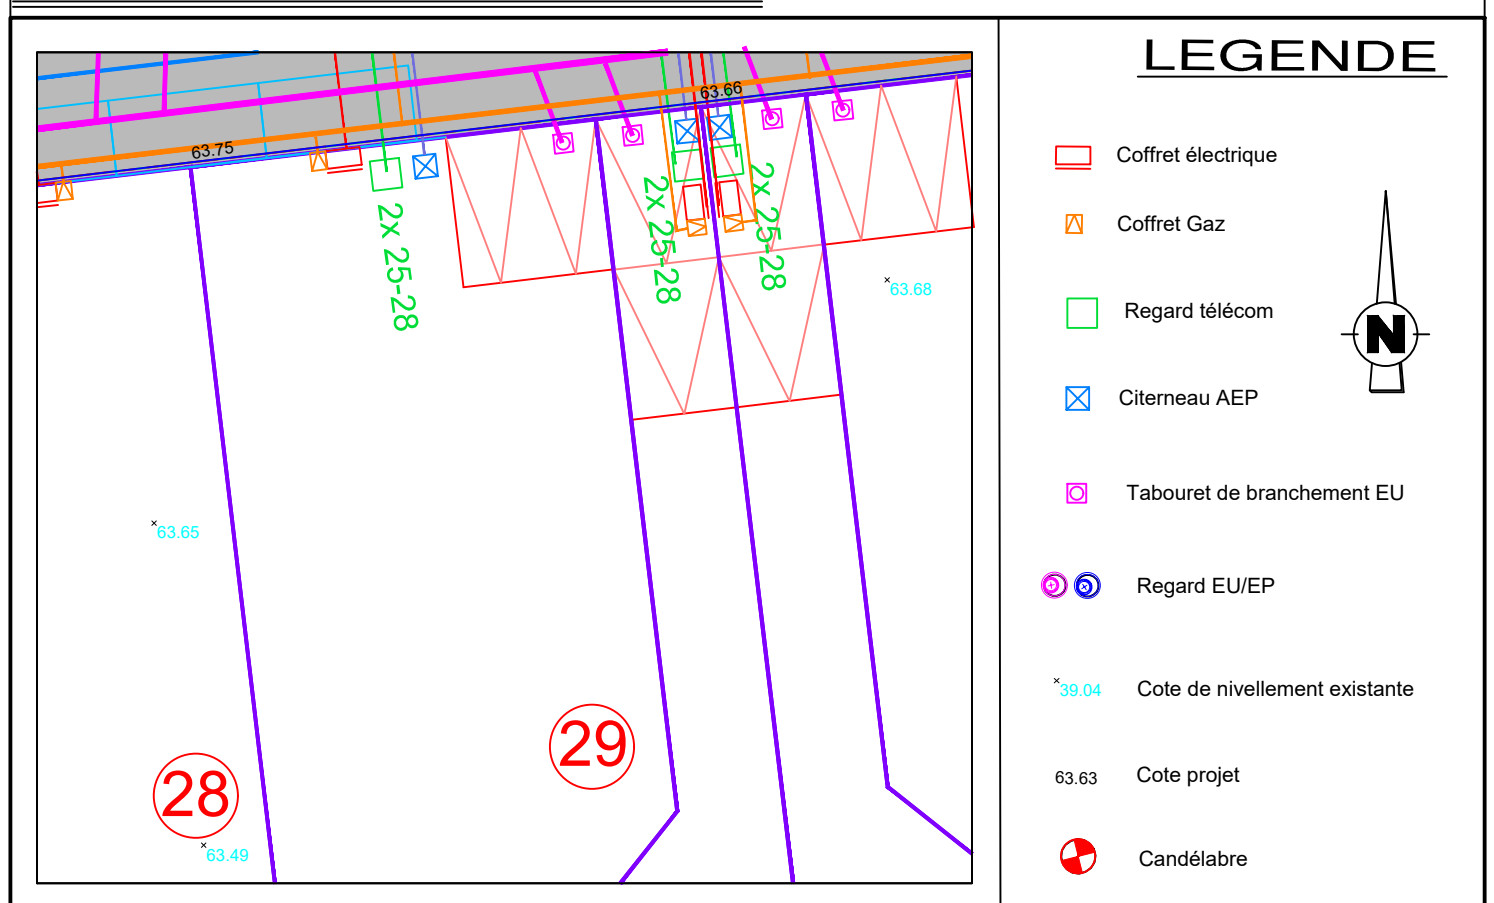 LEGENDE
63.75
63.66
2x 25-28
2x 25-28
2x 25-28
63.68
63.65
29
28
63.49
Coffret électrique
Coffret Gaz
Regard télécom
N
Citerneau AEP
Tabouret de branchement EU
Regard EU/EP
39.04 Cote de nivellement existante
63.63 Cote projet
Candélabre